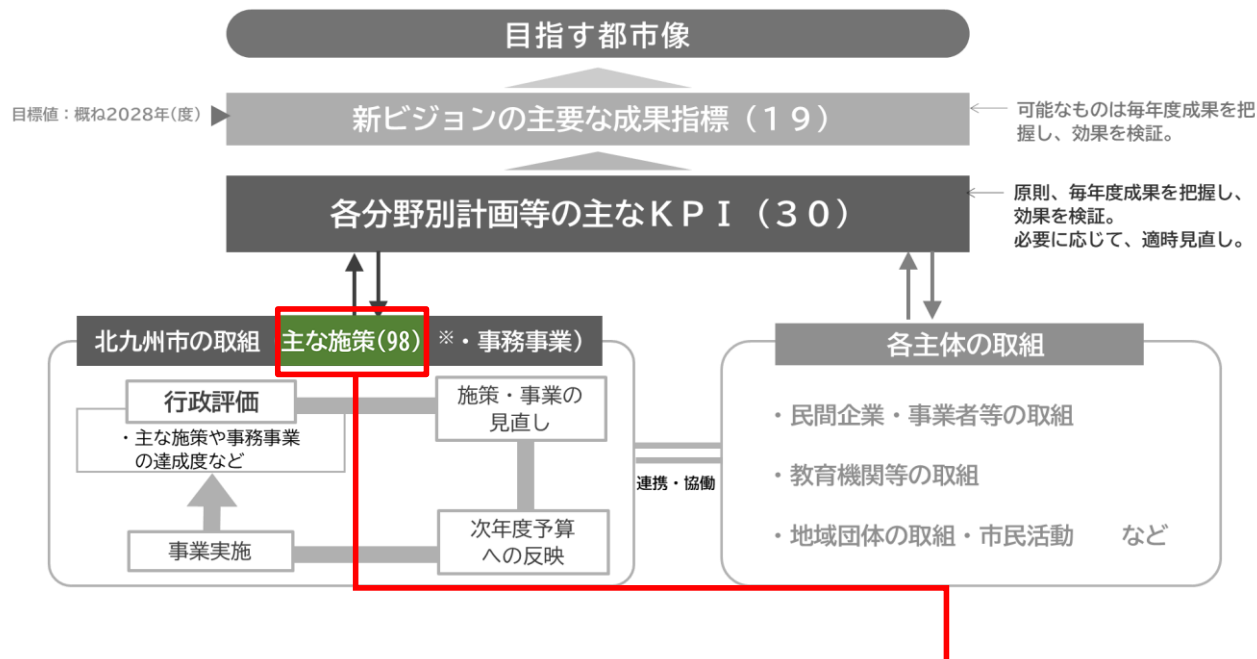 目指す都市像
目標値：概ね2028年(度)
新ビジョンの主要な成果指標（１９）
可能なものは毎年度成果を把
握し、効果を検証。
各分野別計画等の主なＫＰＩ（３０）
原則、毎年度成果を把握し、
効果を検証。
必要に応じて、適時見直し。
北九州市の取組 主な施策(98) ※・事務事業）
行政評価
・主な施策や事務事業
の達成度など
施策・事業の
見直し
事業実施
次年度予算
への反映
連携・協働
各主体の取組
・民間企業・事業者等の取組
・教育機関等の取組
・地域団体の取組・市民活動　など